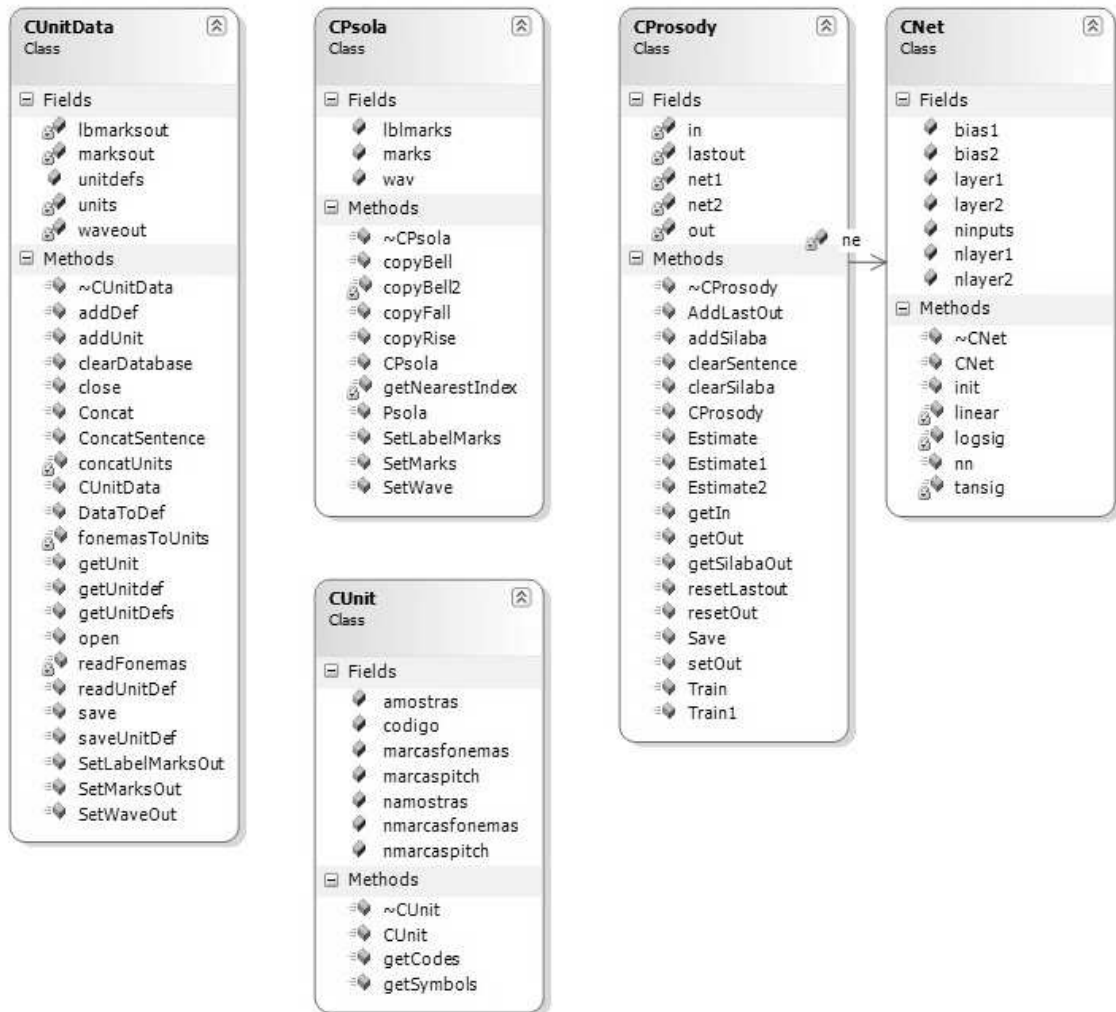 CUnitData
Class
Fields
lbmarksout
marksout
unitdefs
units
waveout
Methods
~CUnitData
addDef
addUnit
clearDatabase
close
Concat
ConcatSentence
concatUnits
CUnitData
DataToDef
fonemasToUnits
getUnit
getUnitdef
getUnitDefs
open
readFonemas
readUnitDef
save
saveUnitDef
SetLabelMarksOut
SetMarksOut
SetWaveOut
CPsola
Class
Fields
lblmarks
marks
wav
Methods
~CPsola
copyBell
copyBell2
copyFall
copyRise
CPsola
getNearestIndex
Psola
SetLabelMarks
SetMarks
SetWave
CUnit
Class
Fields
amostras
codigo
marcasfonemas
marcaspitch
namostras
nmarcasfonemas
nmarcaspitch
Methods
~CUnit
CUnit
getCodes
getSymbols
CProsody
Class
Fields
in
lastout
net1
net2
out
Methods
~CProsody
AddLastOut
addSilaba
clearSentence
clearSilaba
CProsody
Estimate
Estimate1
Estimate2
getIn
getOut
getSilabaOut
resetLastout
resetOut
Save
setOut
Train
Train1
ne
CNet
Class
Fields
bias1
bias2
layer1
layer2
ninputs
nlayer1
nlayer2
Methods
~CNet
CNet
init
linear
logsig
nn
tansig